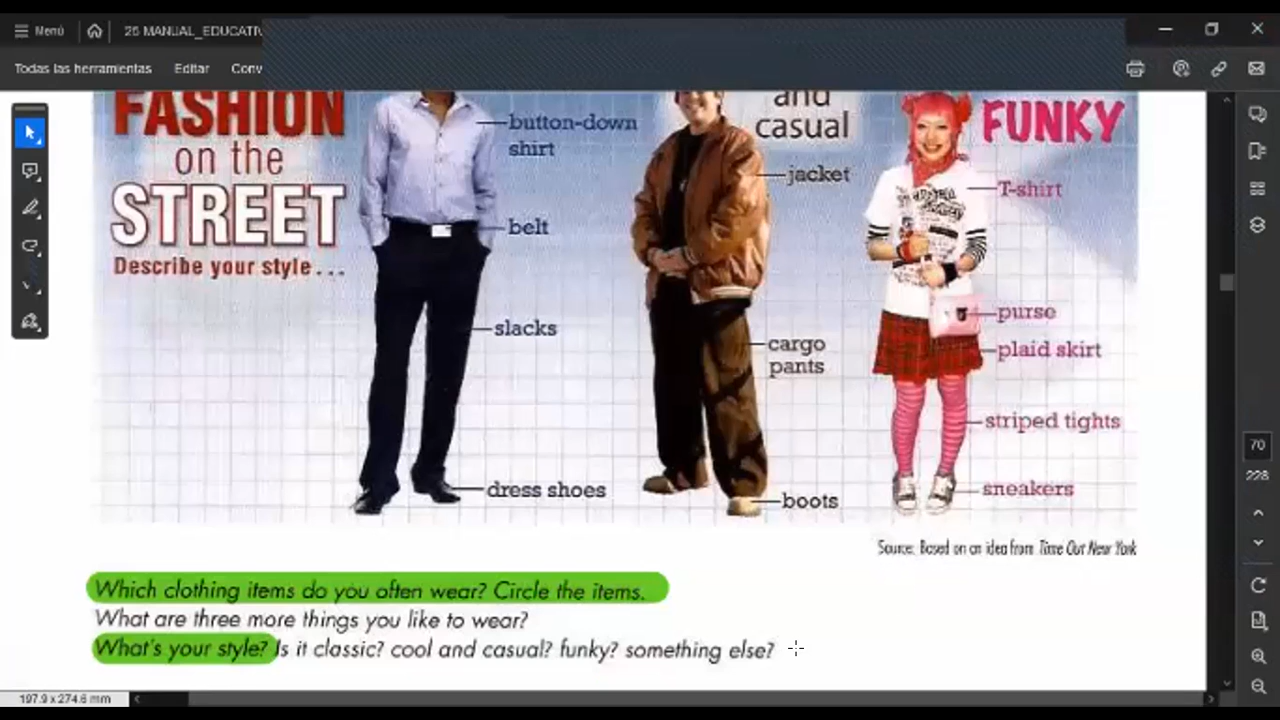 Menú
26 MANUAL_EDUCATIV
Todas las herramientas Editar Conv
FASHION
on the
STREET
Describe your style...
button-down
shirt
belt
slacks
dress shoes
and
casual
jacket
cargo
pants
boots
FUNKY
T-shirt
purse
plaid skirt
striped tights
sneakers
Source: Based on an idea from Time Out New York
Which clothing items do you often wear? Circle the items.
What are three more things you like to wear?
What's your style? Is it classic? cool and casual? funky? something else?
70
228
197.9 x 274.6 mm